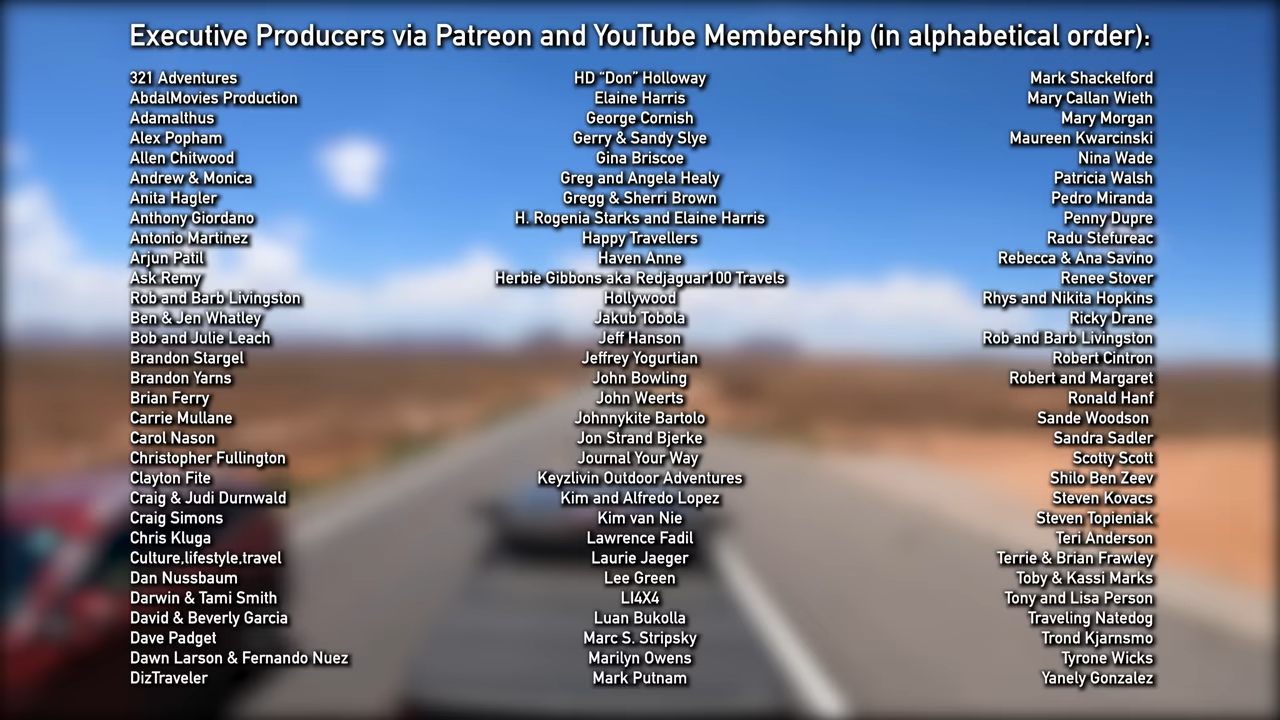 Executive Producers via Patreon and YouTube Membership (in alphabetical order):
321 Adventures
AbdalMovies Production
Adamalthus
Alex Popham
Allen Chitwood
Andrew & Monica
Anita Hagler
Anthony Giordano
Antonio Martinez
Arjun Patil
Ask Remy
Rob and Barb Livingston
Ben & Jen Whatley
Bob and Julie Leach
Brandon Stargel
Brandon Yarns
Brian Ferry
Carrie Mullane
Carol Nason
Christopher Fullington
Clayton Fite
Craig & Judi Durnwald
Craig Simons
Chris Kluga
Culture,lifestyle,travel
Dan Nussbaum
Darwin & Tami Smith
David & Beverly Garcia
Dave Padget
Dawn Larson & Fernando Nuez
DizTraveler
HD “Don” Holloway
Elaine Harris
George Cornish
Gerry & Sandy Slye
Gina Briscoe
Greg and Angela Healy
Gregg & Sherri Brown
H. Rogenia Starks and Elaine Harris
Happy Travellers
Haven Anne
Herbie Gibbons aka Redjaguar100 Travels
Hollywood
Jakub Tobola
Jeff Hanson
Jeffrey Yogurtian
John Bowling
John Weerts
Johnnykite Bartolo
Jon Strand Bjerke
Journal Your Way
Keyzlivin Outdoor Adventures
Kim and Alfredo Lopez
Kim van Nie
Lawrence Fadil
Laurie Jaeger
Lee Green
LI4X4
Luan Bukolla
Marc S. Stripsky
Marilyn Owens
Mark Putnam
Mark Shackelford
Mary Callan Wieth
Mary Morgan
Maureen Kwarcinski
Nina Wade
Patricia Walsh
Pedro Miranda
Penny Dupre
Radu Stefureac
Rebecca & Ana Savino
Renee Stover
Rhys and Nikita Hopkins
Ricky Drane
Rob and Barb Livingston
Robert Cintron
Robert and Margaret
Ronald Hanf
Sande Woodson
Sandra Sadler
Scotty Scott
Shilo Ben Zeev
Steven Kovacs
Steven Topieniak
Teri Anderson
Terrie & Brian Frawley
Toby & Kassi Marks
Tony and Lisa Person
Traveling Natedog
Trond Kjarnsmo
Tyrone Wicks
Yanely Gonzalez